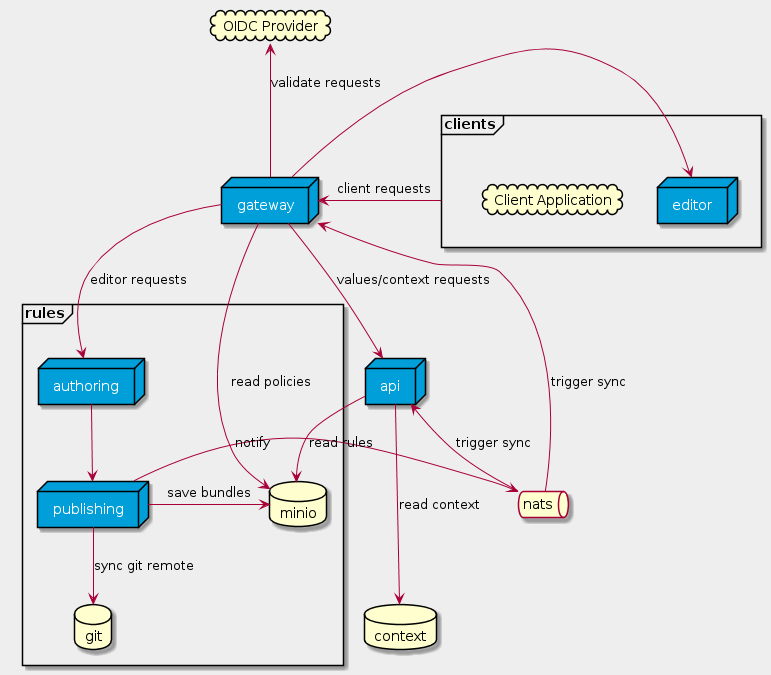 OIDC Provider
validate requests
clients
client requests
Client Application
editor
gateway
editor requests
values/context requests
rules
read policies
trigger sync
authoring
api
notify
read rules
trigger sync
save bundles
publishing
minio
read context
nats
sync git remote
git
context